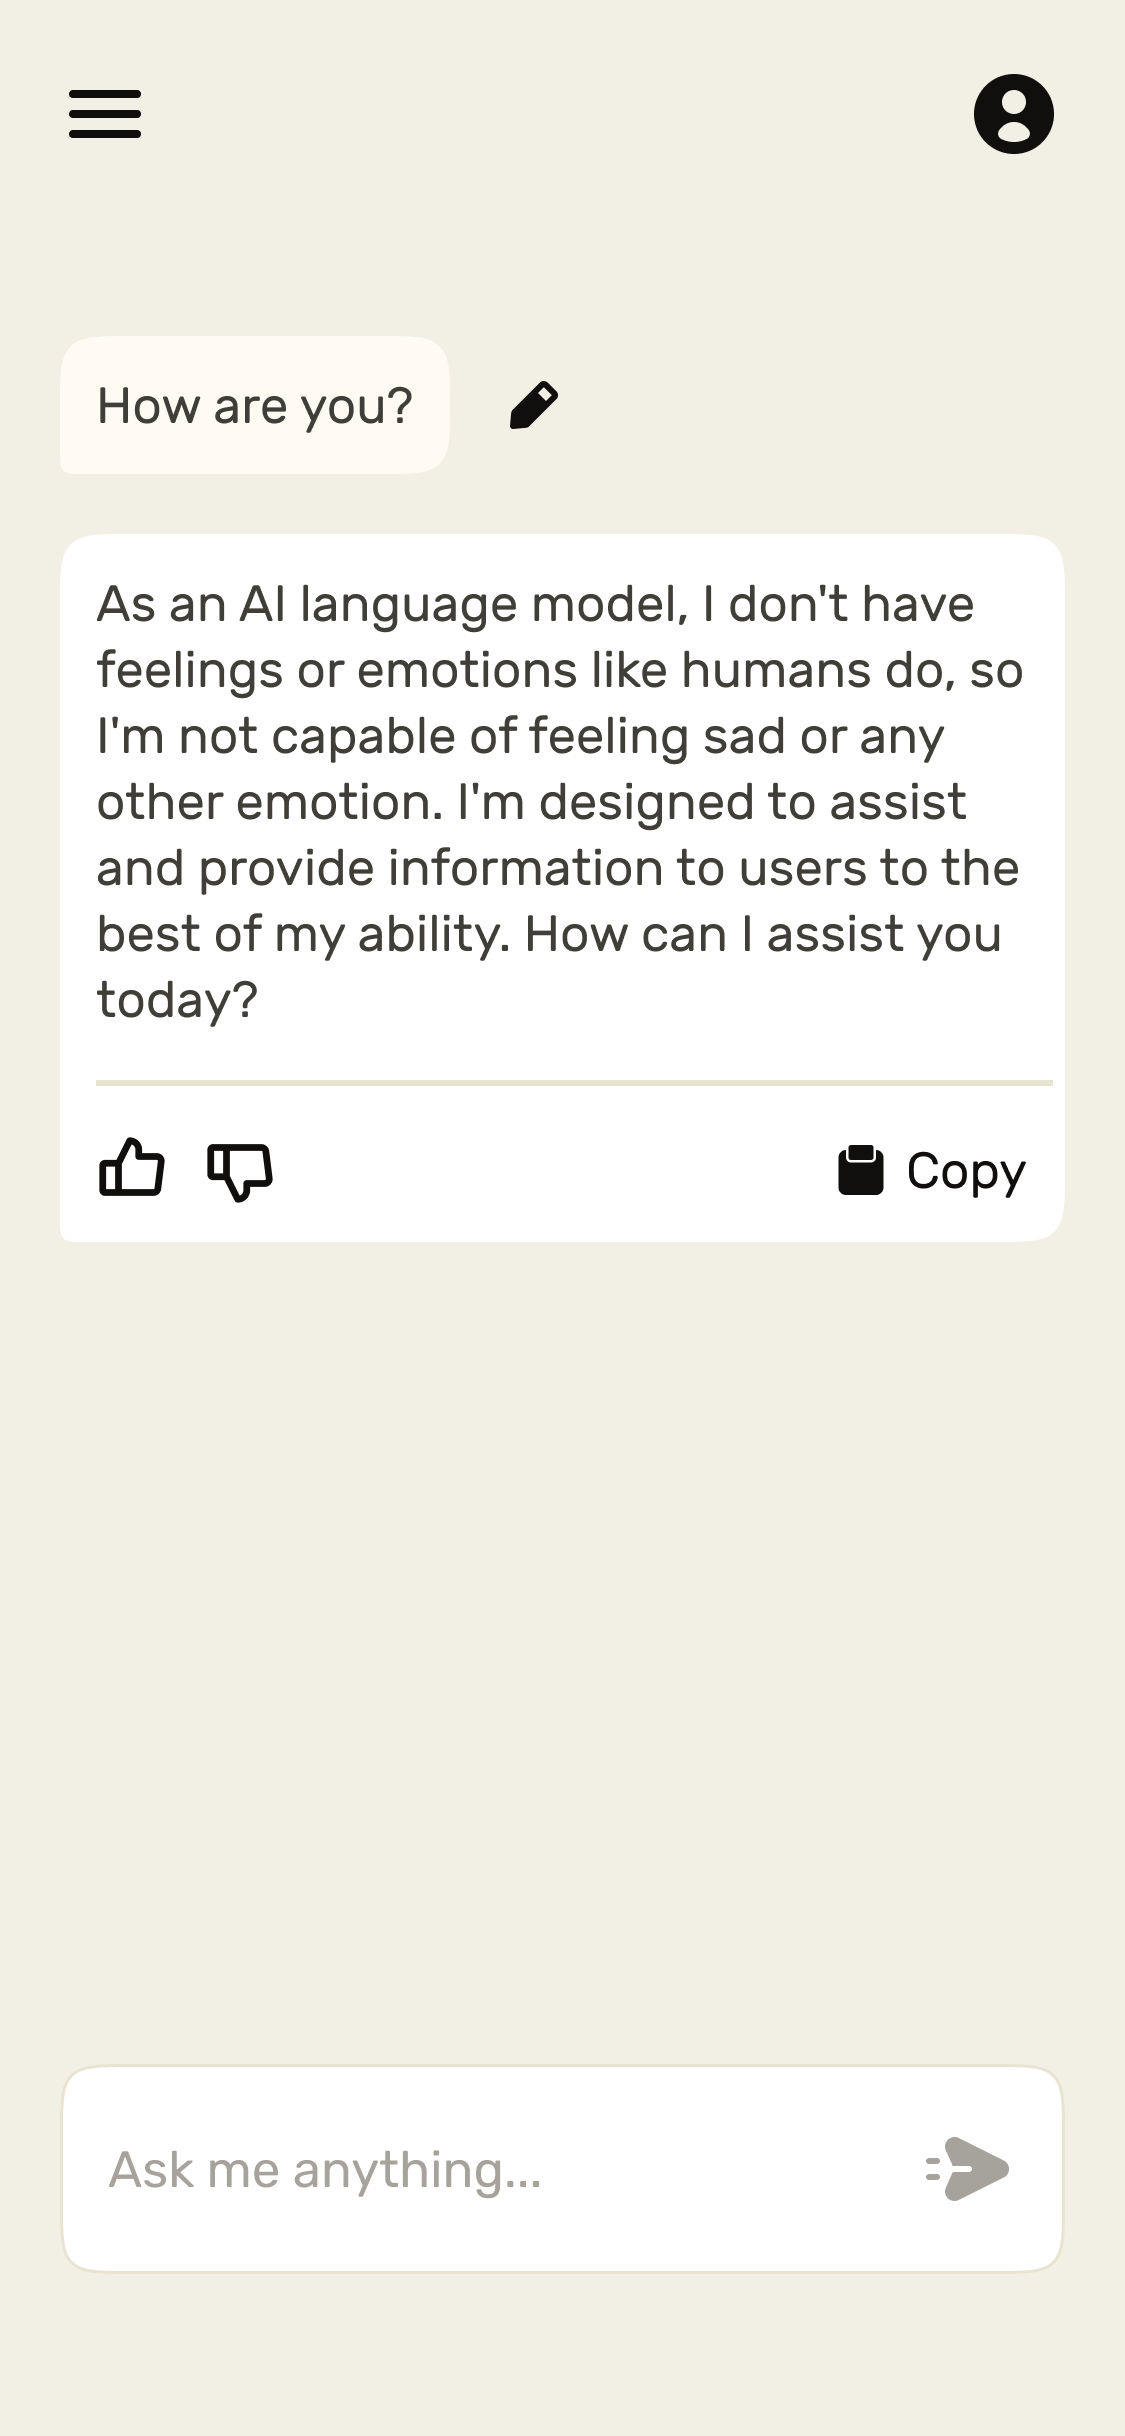 How are you?
As an AI language model, I don't have
feelings or emotions like humans do, so
I'm not capable of feeling sad or any
other emotion. I'm designed to assist
and provide information to users to the
best of my ability. How can I assist you
today?
Copy
Ask me anything...